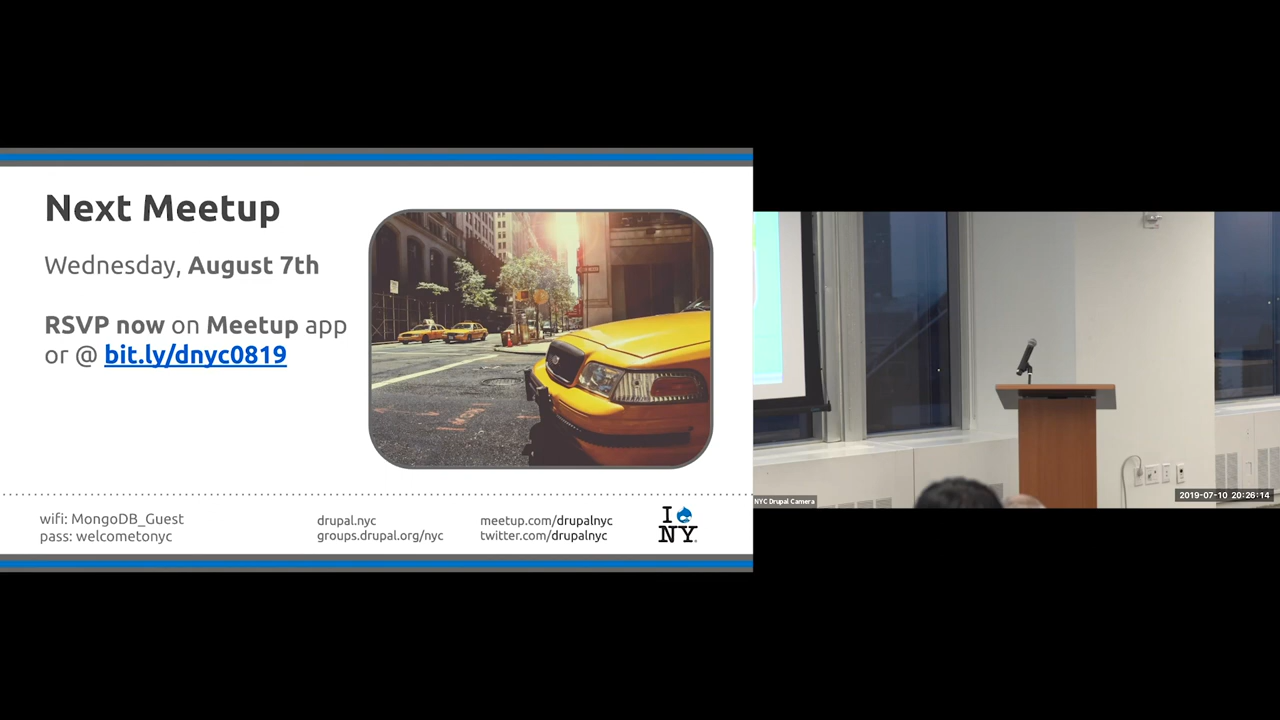 Next Meetup
Wednesday, August 7th
RSVP now on Meetup app
or @ bit.ly/dnyc0819
wifi: MongoDB_Guest
pass: welcometonyc
drupal.nyc
groups.drupal.org/nyc
meetup.com/drupalnyc
twitter.com/drupalnyc
I
NY
NYC Drupal Camera
2019-07-10 20:26:14